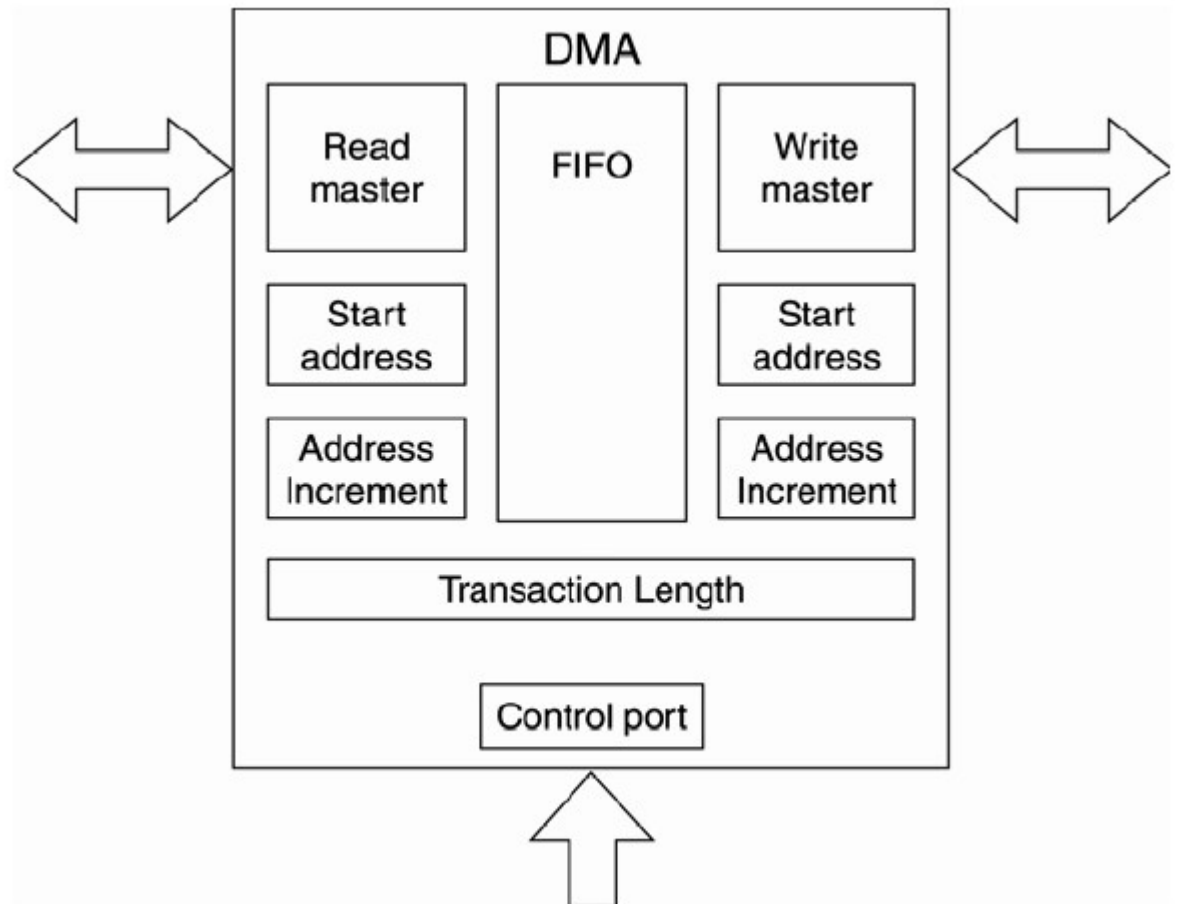 DMA
Read
master
FIFO
Write
master
Start
address
Start
address
Address
Increment
Address
Increment
Transaction Length
Control port